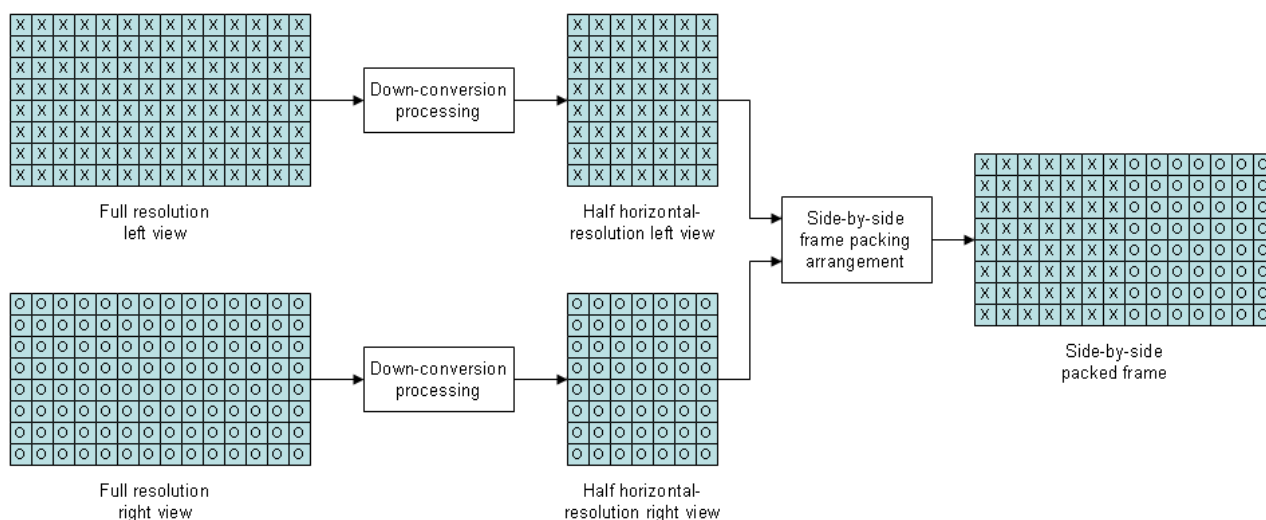 X X X X X X X X X X X X X X
X X X X X X X X X X X X X X
X X X X X X X X X X X X X X
X X X X X X X X X X X X X X
X X X X X X X X X X X X X X
X X X X X X X X X X X X X X
X X X X X X X X X X X X X X
X X X X X X X X X X X X X X
Full resolution
left view
Down-conversion
processing
X X X X X X X
X X X X X X X
X X X X X X X
X X X X X X X
X X X X X X X
X X X X X X X
X X X X X X X
X X X X X X X
Half horizontal-
resolution left view
O O O O O O O O O O O O O O
O O O O O O O O O O O O O O
O O O O O O O O O O O O O O
O O O O O O O O O O O O O O
O O O O O O O O O O O O O O
O O O O O O O O O O O O O O
O O O O O O O O O O O O O O
O O O O O O O O O O O O O O
Full resolution
right view
Down-conversion
processing
O O O O O O O
O O O O O O O
O O O O O O O
O O O O O O O
O O O O O O O
O O O O O O O
O O O O O O O
O O O O O O O
Half horizontal-
resolution right view
Side-by-side
frame packing
arrangement
X X X X X X X O O O O O O O
X X X X X X X O O O O O O O
X X X X X X X O O O O O O O
X X X X X X X O O O O O O O
X X X X X X X O O O O O O O
X X X X X X X O O O O O O O
X X X X X X X O O O O O O O
X X X X X X X O O O O O O O
Side-by-side
packed frame